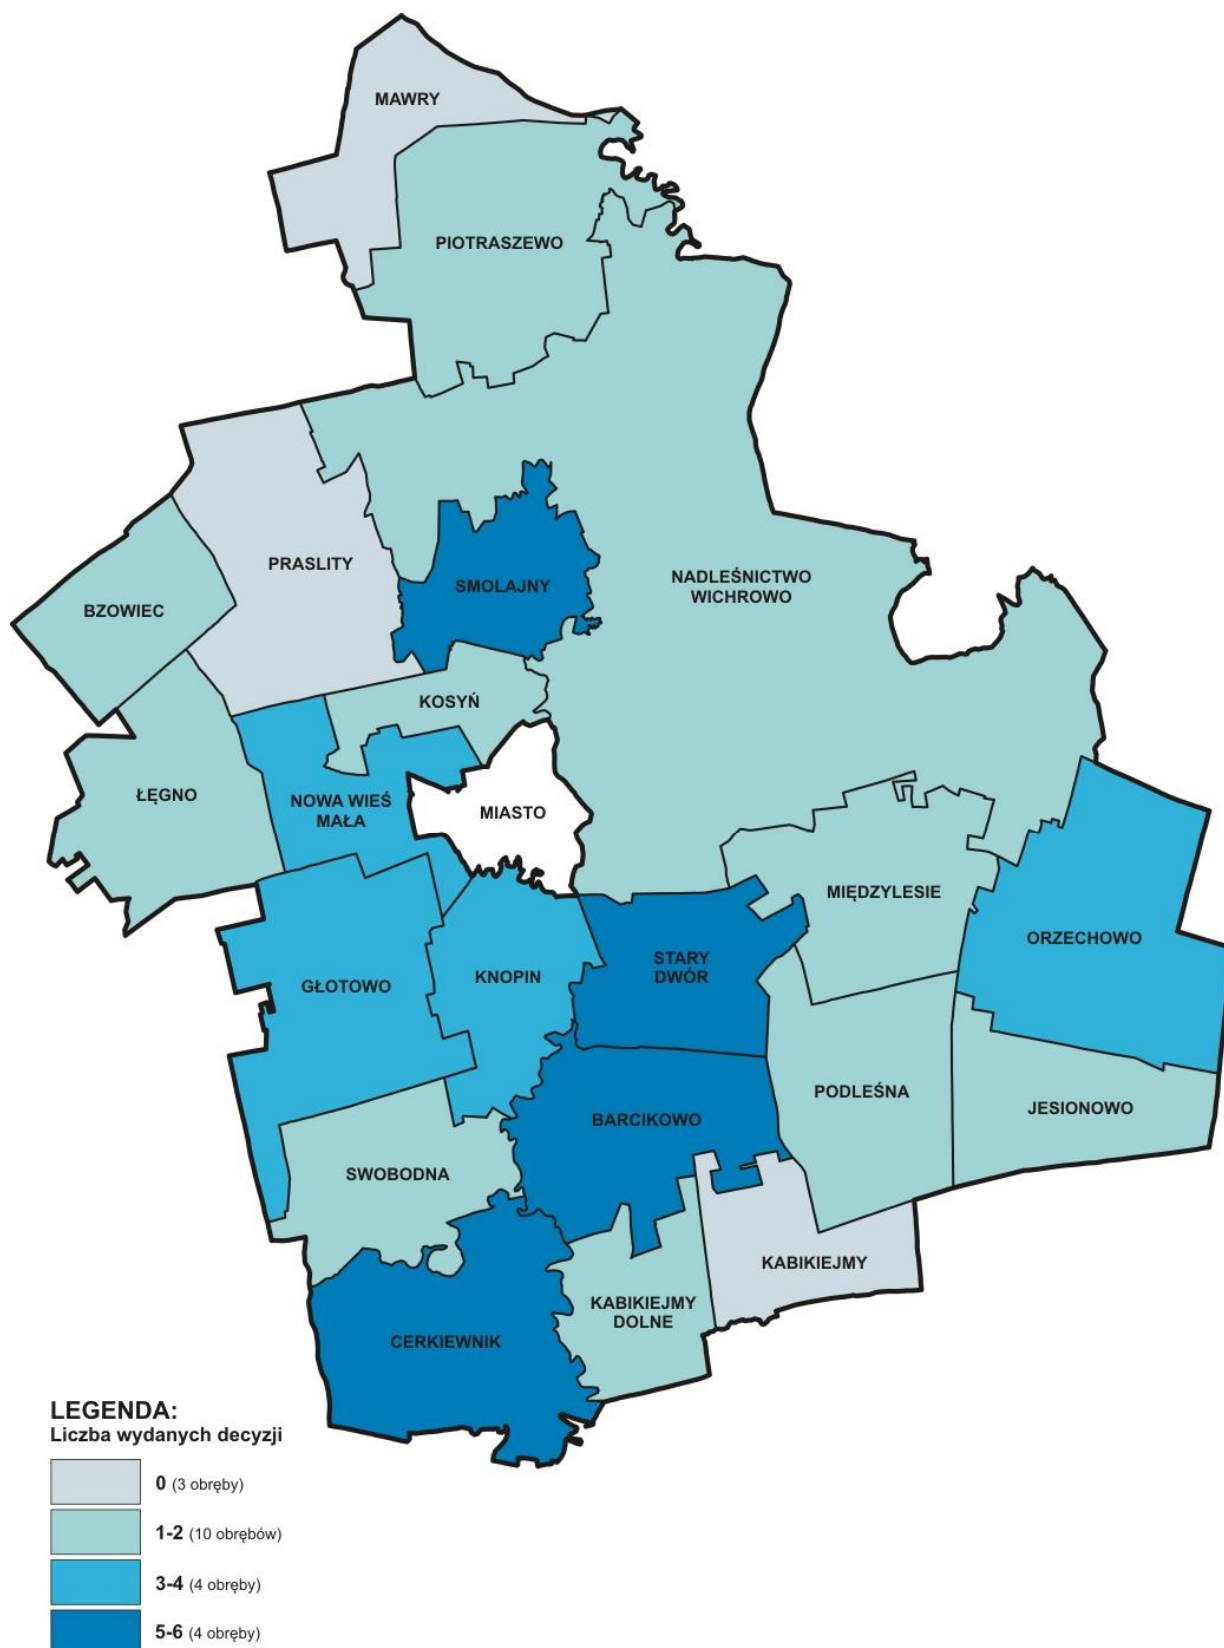 MAWRY
PIOTRASZEWO
PRASLITY
SMOLAJNY
NADLEŚNICTWO
WICHROWO
BZOWIEC
KOSYŃ
ŁĘGNO
NOWA WIEŚ
MAŁA
MIASTO
MIĘDZYLESIE
ORZECHOWO
STARY
DWÓR
KNOPIN
GŁOTOWO
PODLEŚNA
JESIONOWO
BARCIKOWO
SWOBODNA
KABIKIEJMY
KABIKIEJMY
DOLNE
CERKIEWNIK
LEGENDA:
Liczba wydanych decyzji
0 (3 obręby)
1-2 (10 obrębów)
3-4 (4 obręby)
5-6 (4 obręby)